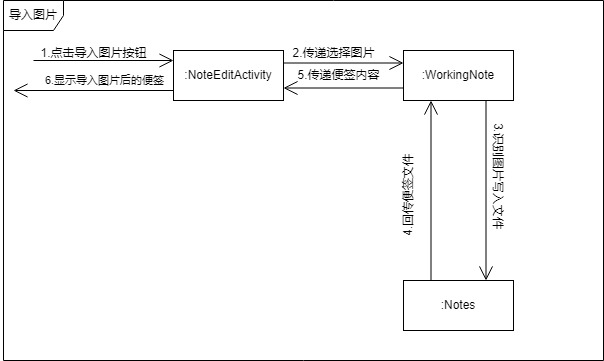 导入图片
1.点击导入图片按钮
2.传递选择图片
:NoteEditActivity
:WorkingNote
6.显示导入图片后的便签
5.传递便签内容
3.识别图片写入文件
4.回传便签文件
:Notes